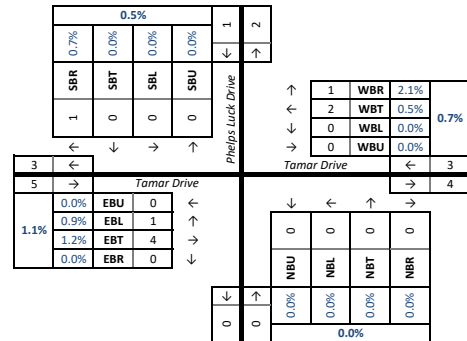 0.5%
1 2
0.7% 0.0% 0.0% 0.0%
↓ ↑
SBR SBT SBL SBU
Phelps Luck Drive
1 0 0 0
← ↓ → ↑
↑ 1 WBR 2.1%
← 2 WBT 0.5%
↓ 0 WBL 0.0%
→ 0 WBU 0.0%
0.7%
3 ←
Tamar Drive
← 3
5 →
Tamar Drive
→ 4
1.1%
0.0% EBU 0 ←
0.9% EBL 1 ↑
1.2% EBT 4 →
0.0% EBR 0 ↓
↓ ← ↑ →
0 0 0 0
NBU NBL NBT NBR
0.0% 0.0% 0.0% 0.0%
↓ ↑
0 0
0.0%